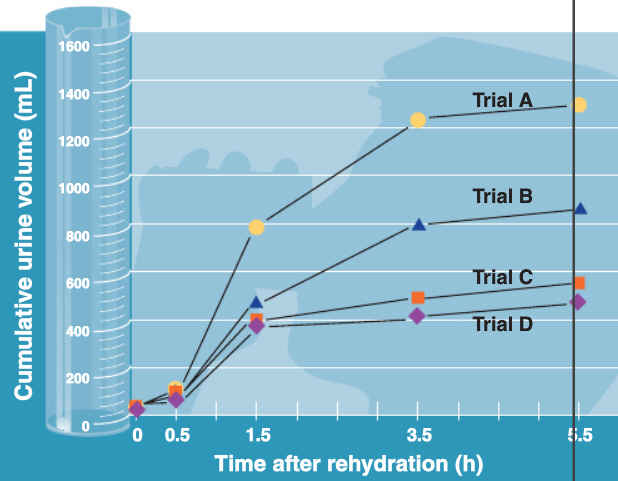 Cumulative urine volume (mL)
1600
1400
1200
1000
800
600
400
200
0
Trial A
Trial B
Trial C
Trial D
0 0.5 1.5 3.5 5.5
Time after rehydration (h)